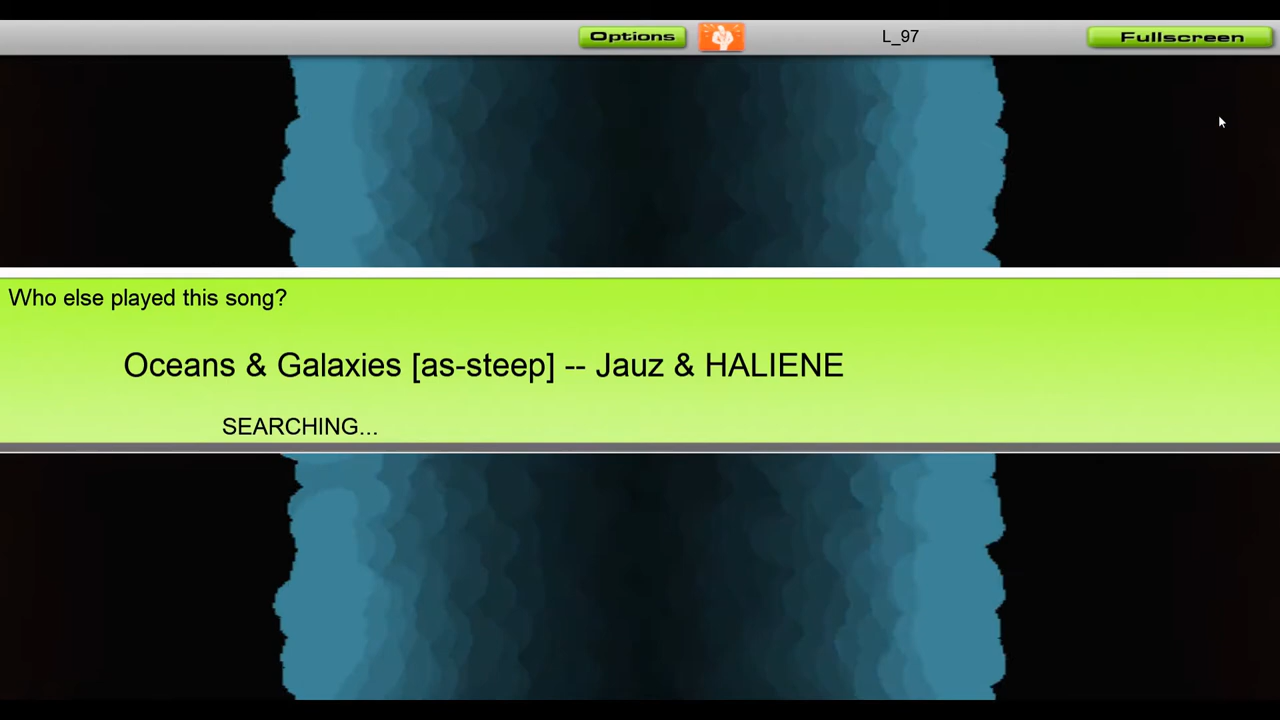 Options L_97 Fullscreen
Who else played this song?
Oceans & Galaxies [as-steep] -- Jauz & HALIENE
SEARCHING...